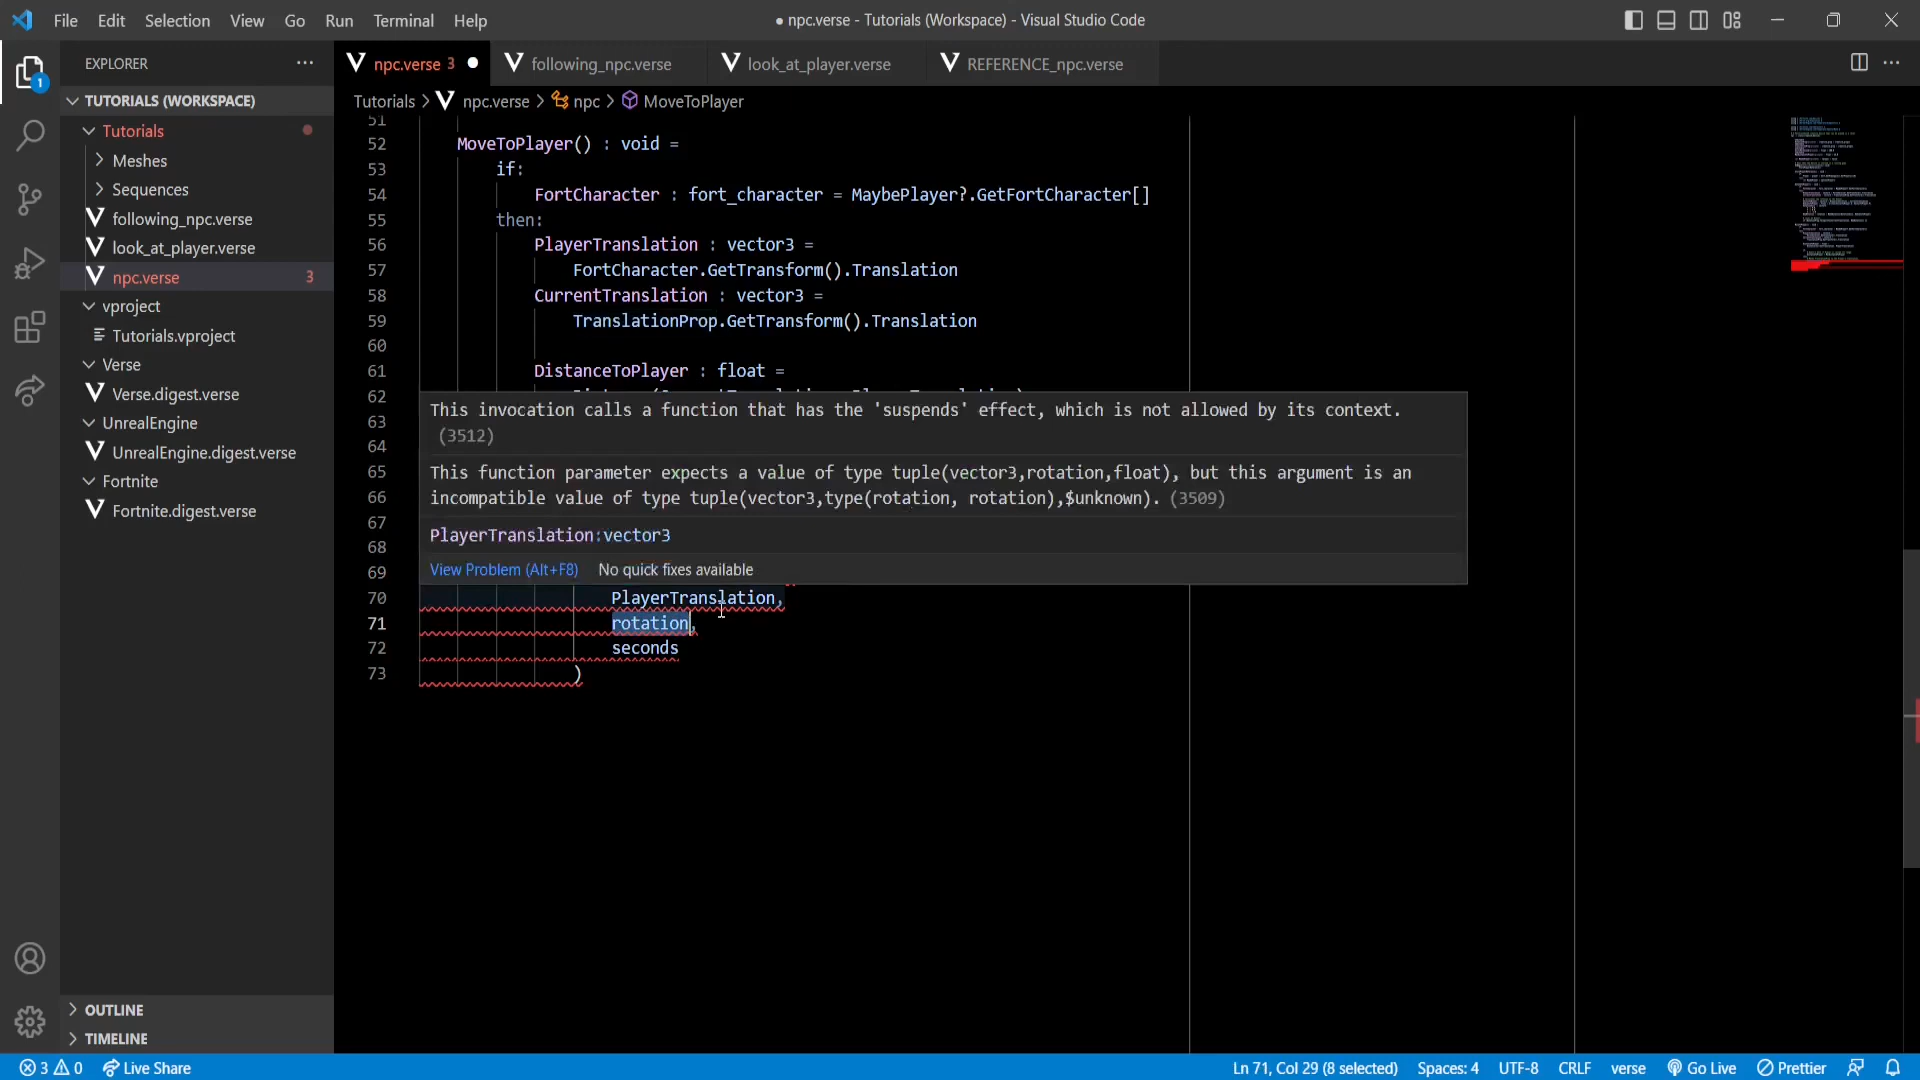 File Edit Selection View Go Run Terminal Help
● npc.verse - Tutorials (Workspace) - Visual Studio Code
EXPLORER
npc.verse 3
following_npc.verse
look_at_player.verse
REFERENCE_npc.verse
Tutorials > npc.verse > npc > MoveToPlayer
TUTORIALS (WORKSPACE)
Tutorials
Meshes
Sequences
following_npc.verse
look_at_player.verse
npc.verse 3
vproject
Tutorials.vproject
Verse
Verse.digest.verse
UnrealEngine
UnrealEngine.digest.verse
Fortnite
Fortnite.digest.verse
OUTLINE
TIMELINE
1
51
52 MoveToPlayer() : void =
53 if:
54 FortCharacter : fort_character = MaybePlayer?.GetFortCharacter[]
55 then:
56 PlayerTranslation : vector3 =
57 FortCharacter.GetTransform().Translation
58 CurrentTranslation : vector3 =
59 TranslationProp.GetTransform().Translation
60
61 DistanceToPlayer : float =
62
63
64
65
66
67
68
69
This invocation calls a function that has the 'suspends' effect, which is not allowed by its context.
(3512)
This function parameter expects a value of type tuple(vector3,rotation,float), but this argument is an
incompatible value of type tuple(vector3,type(rotation, rotation),$unknown). (3509)
PlayerTranslation:vector3
View Problem (Alt+F8) No quick fixes available
70 PlayerTranslation,
71 rotation,
72 seconds
73 )
3 0 Live Share
Ln 71, Col 29 (8 selected) Spaces: 4 UTF-8 CRLF verse Go Live Prettier